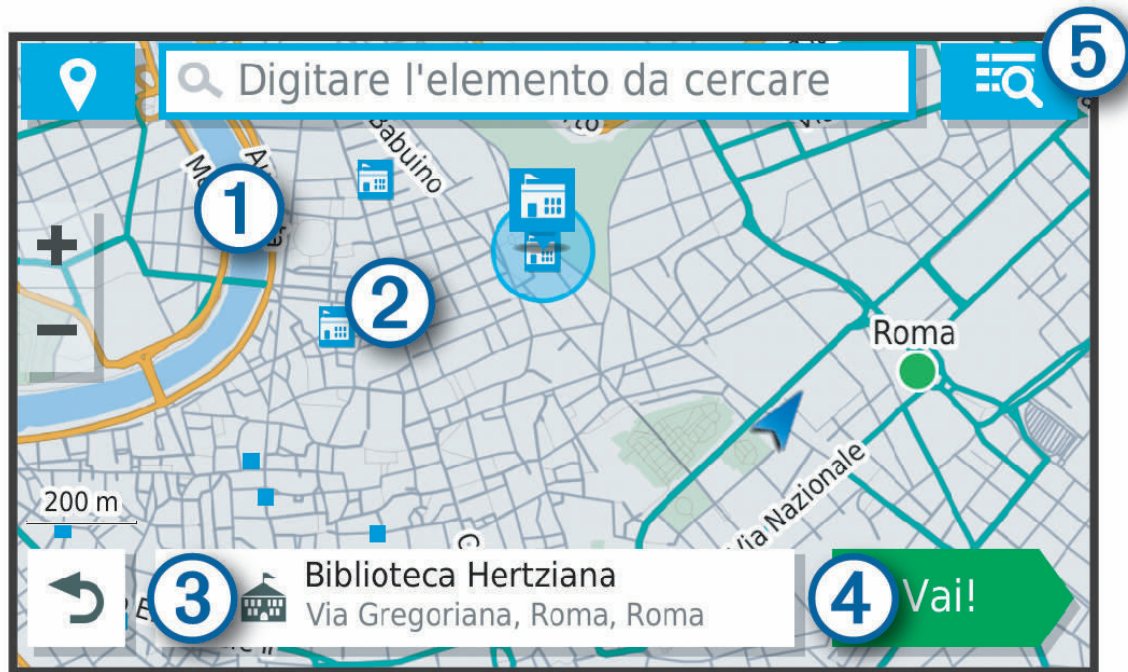 5
Digitare l'elemento da cercare
Babuino
1
2
Roma
200 m
Via Nazionale
3
Biblioteca Hertziana
Via Gregoriana, Roma, Roma
4
Vai!